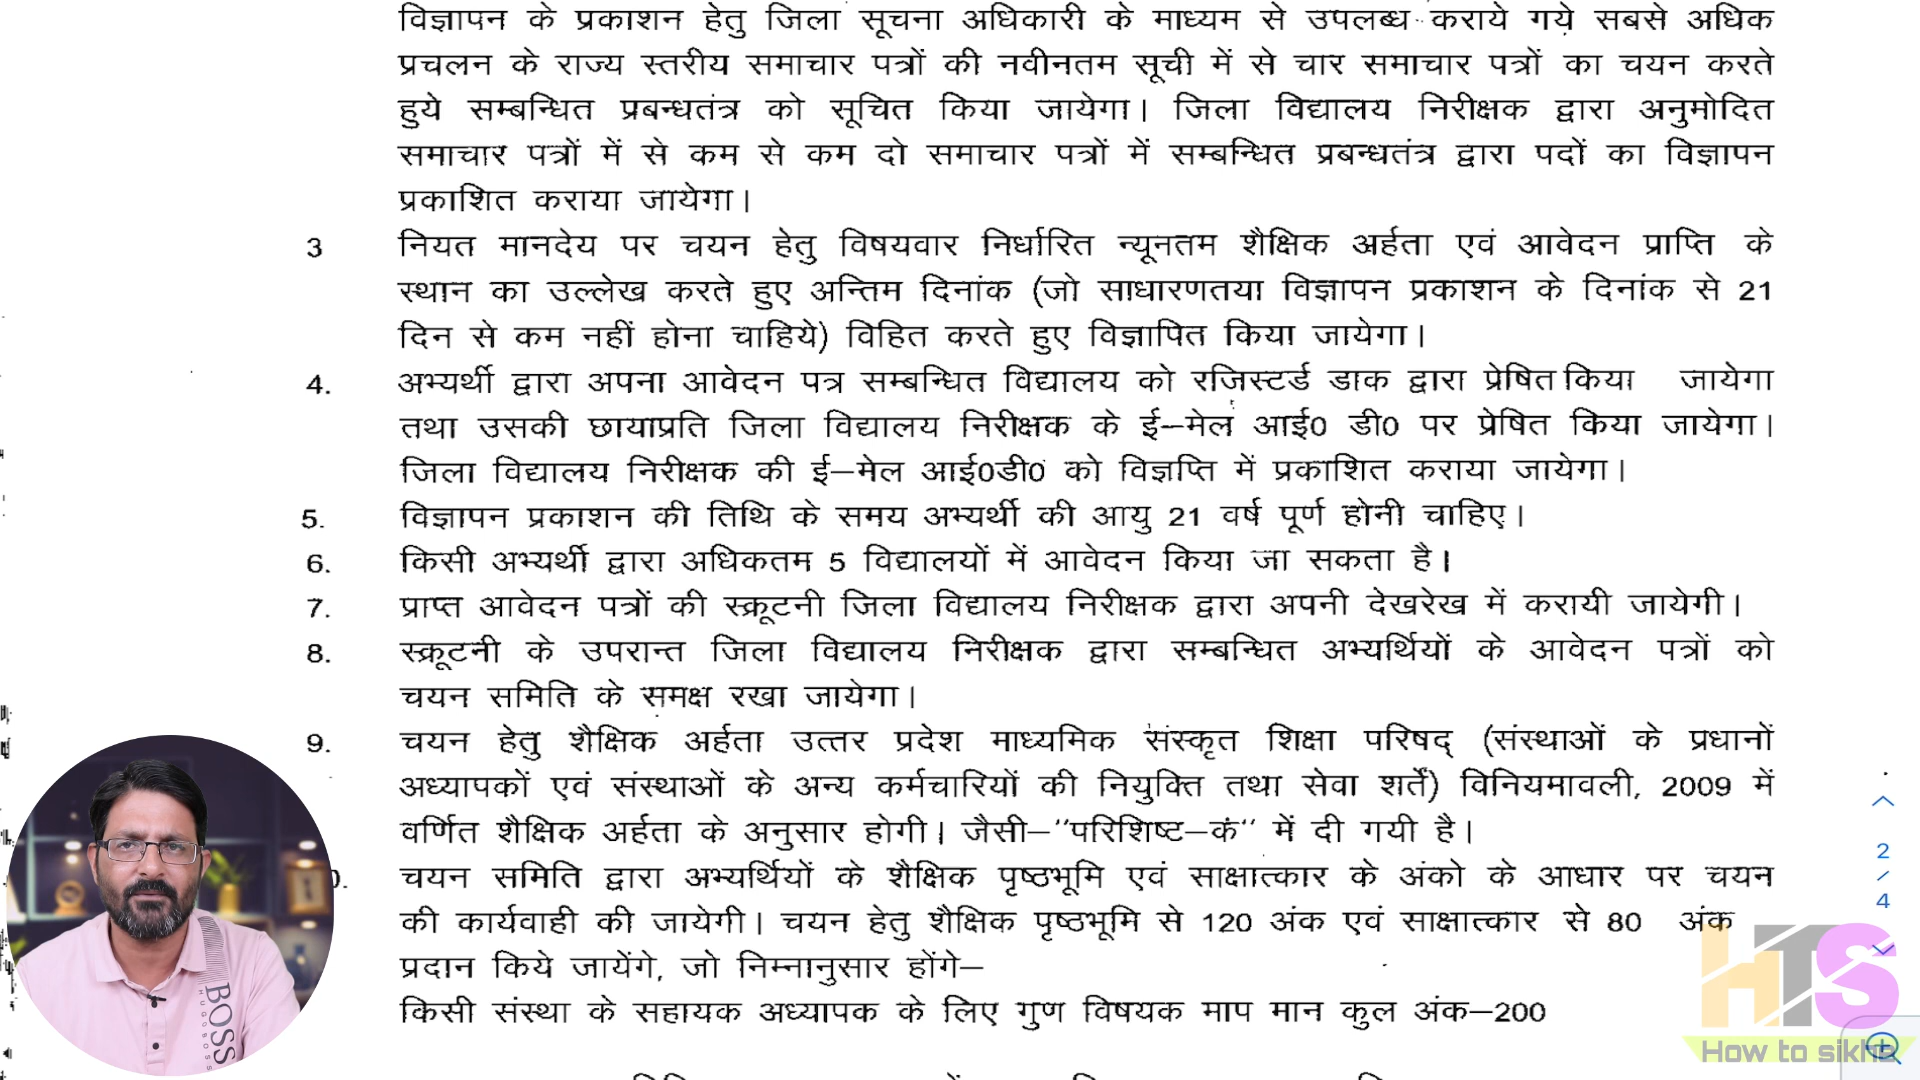 विज्ञापन के प्रकाशन हेतु जिला सूचना अधिकारी के माध्यम से उपलब्ध कराये गये सबसे अधिक
प्रचलन के राज्य स्तरीय समाचार पत्रों की नवीनतम सूची में से चार समाचार पत्रों का चयन करते
हुये सम्बन्धित प्रबन्धतंत्र को सूचित किया जायेगा। जिला विद्यालय निरीक्षक द्वारा अनुमोदित
समाचार पत्रों में से कम से कम दो समाचार पत्रों में सम्बन्धित प्रबन्धतंत्र द्वारा पदों का विज्ञापन
प्रकाशित कराया जायेगा।
3 नियत मानदेय पर चयन हेतु विषयवार निर्धारित न्यूनतम शैक्षिक अर्हता एवं आवेदन प्राप्ति के
स्थान का उल्लेख करते हुए अन्तिम दिनांक (जो साधारणतया विज्ञापन प्रकाशन के दिनांक से 21
दिन से कम नहीं होना चाहिये) विहित करते हुए विज्ञापित किया जायेगा।
4. अभ्यर्थी द्वारा अपना आवेदन पत्र सम्बन्धित विद्यालय को रजिस्टर्ड डाक द्वारा प्रेषित किया जायेगा
तथा उसकी छायाप्रति जिला विद्यालय निरीक्षक के ई–मेल आई0 डी0 पर प्रेषित किया जायेगा।
जिला विद्यालय निरीक्षक की ई–मेल आई0डी0 को विज्ञप्ति में प्रकाशित कराया जायेगा।
5. विज्ञापन प्रकाशन की तिथि के समय अभ्यर्थी की आयु 21 वर्ष पूर्ण होनी चाहिए।
6. किसी अभ्यर्थी द्वारा अधिकतम 5 विद्यालयों में आवेदन किया जा सकता है।
7. प्राप्त आवेदन पत्रों की स्क्रूटनी जिला विद्यालय निरीक्षक द्वारा अपनी देखरेख में करायी जायेगी।
8. स्क्रूटनी के उपरान्त जिला विद्यालय निरीक्षक द्वारा सम्बन्धित अभ्यर्थियों के आवेदन पत्रों को
चयन समिति के समक्ष रखा जायेगा।
9. चयन हेतु शैक्षिक अर्हता उत्तर प्रदेश माध्यमिक संस्कृत शिक्षा परिषद् (संस्थाओं के प्रधानों
अध्यापकों एवं संस्थाओं के अन्य कर्मचारियों की नियुक्ति तथा सेवा शर्तें) विनियमावली, 2009 में
वर्णित शैक्षिक अर्हता के अनुसार होगी। जैसी–''परिशिष्ट–कं'' में दी गयी है।
0. चयन समिति द्वारा अभ्यर्थियों के शैक्षिक पृष्ठभूमि एवं साक्षात्कार के अंको के आधार पर चयन
की कार्यवाही की जायेगी। चयन हेतु शैक्षिक पृष्ठभूमि से 120 अंक एवं साक्षात्कार से 80 अंक
प्रदान किये जायेंगे, जो निम्नानुसार होंगे–
किसी संस्था के सहायक अध्यापक के लिए गुण विषयक माप मान कुल अंक–200
BOSS
HUGO BOSS
2
/
4
HTS
How to sikhe